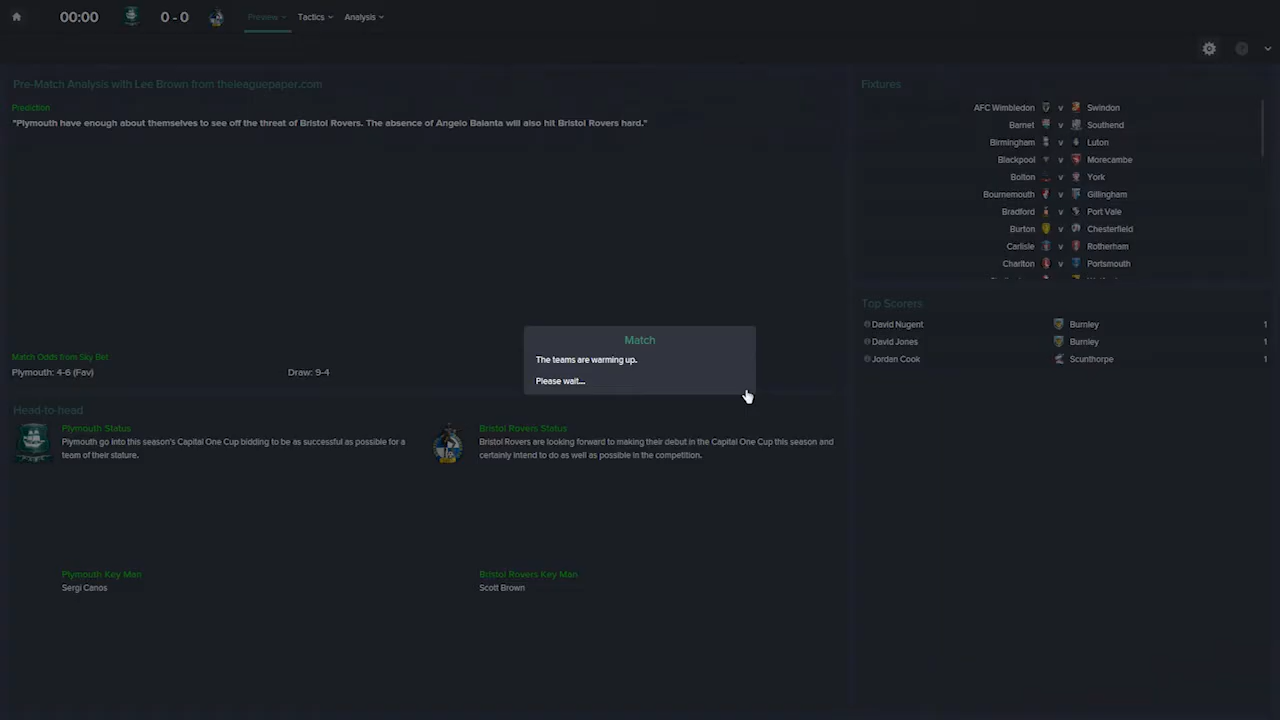 00:00
0 - 0
Preview
Tactics
Analysis
Pre-Match Analysis with Lee Brown from theleaguepaper.com
Prediction
"Plymouth have enough about themselves to see off the threat of Bristol Rovers. The absence of Angelo Balanta will also hit Bristol Rovers hard."
Match Odds from Sky Bet
Plymouth: 4-6 (Fav)
Draw: 9-4
Match
The teams are warming up.
Please wait...
Head-to-head
Plymouth Status
Plymouth go into this season's Capital One Cup bidding to be as successful as possible for a
team of their stature.
Bristol Rovers Status
Bristol Rovers are looking forward to making their debut in the Capital One Cup this season and
certainly intend to do as well as possible in the competition.
Plymouth Key Man
Sergi Canos
Bristol Rovers Key Man
Scott Brown
Fixtures
AFC Wimbledon v Swindon
Barnet v Southend
Birmingham v Luton
Blackpool v Morecambe
Bolton v York
Bournemouth v Gillingham
Bradford v Port Vale
Burton v Chesterfield
Carlisle v Rotherham
Charlton v Portsmouth
Top Scorers
David Nugent Burnley 1
David Jones Burnley 1
Jordan Cook Scunthorpe 1